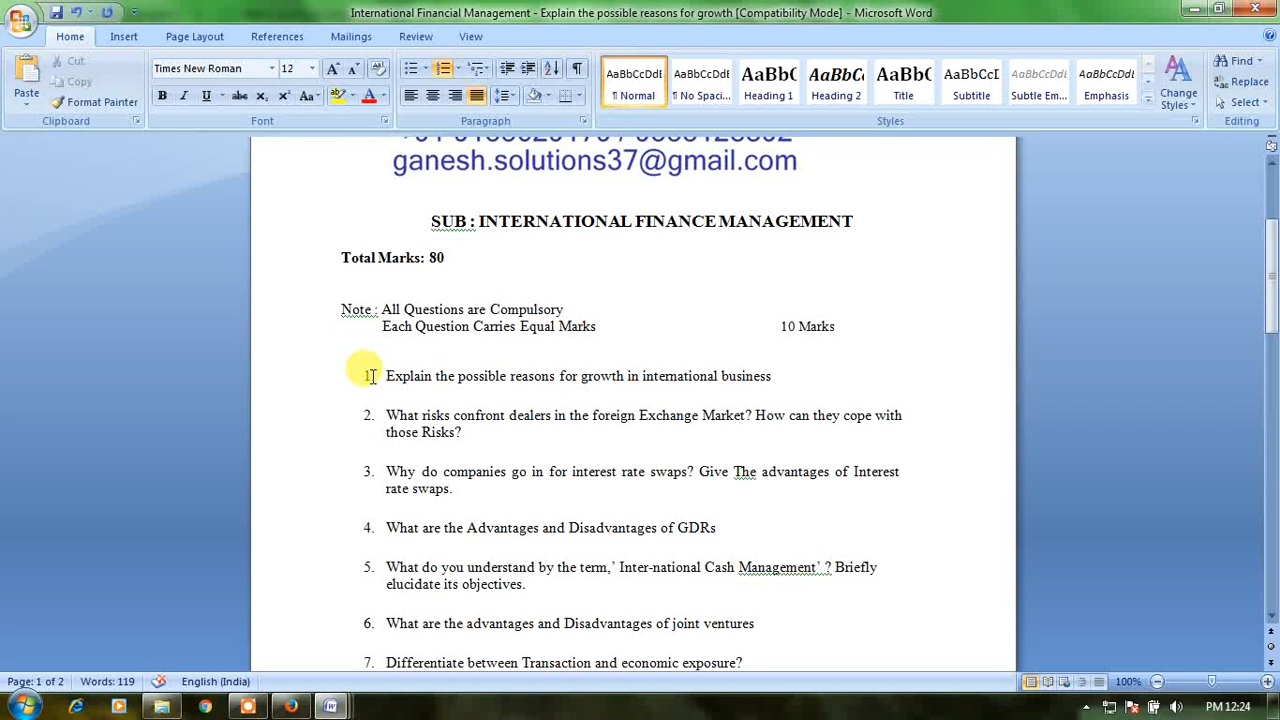 International Financial Management - Explain the possible reasons for growth [Compatibility Mode] - Microsoft Word
Home Insert Page Layout References Mailings Review View
Paste
Cut
Copy
Format Painter
Clipboard
Times New Roman 12
Font
Paragraph
AaBbCcDdE AaBbCcDd AaBbC AaBbCc AaBbC AaBbCcI AaBbCcDdE AaBbCcDdE
¶ Normal ¶ No Spaci... Heading 1 Heading 2 Title Subtitle Subtle Em... Emphasis
Change Styles
Styles
Find
Replace
Select
Editing
ganesh.solutions37@gmail.com
SUB : INTERNATIONAL FINANCE MANAGEMENT
Total Marks: 80
Note : All Questions are Compulsory
Each Question Carries Equal Marks 10 Marks
1. Explain the possible reasons for growth in international business
2. What risks confront dealers in the foreign Exchange Market? How can they cope with
those Risks?
3. Why do companies go in for interest rate swaps? Give The advantages of Interest
rate swaps.
4. What are the Advantages and Disadvantages of GDRs
5. What do you understand by the term,’ Inter-national Cash Management’ ? Briefly
elucidate its objectives.
6. What are the advantages and Disadvantages of joint ventures
7. Differentiate between Transaction and economic exposure?
Page: 1 of 2 Words: 119 English (India) 100%
PM 12:24